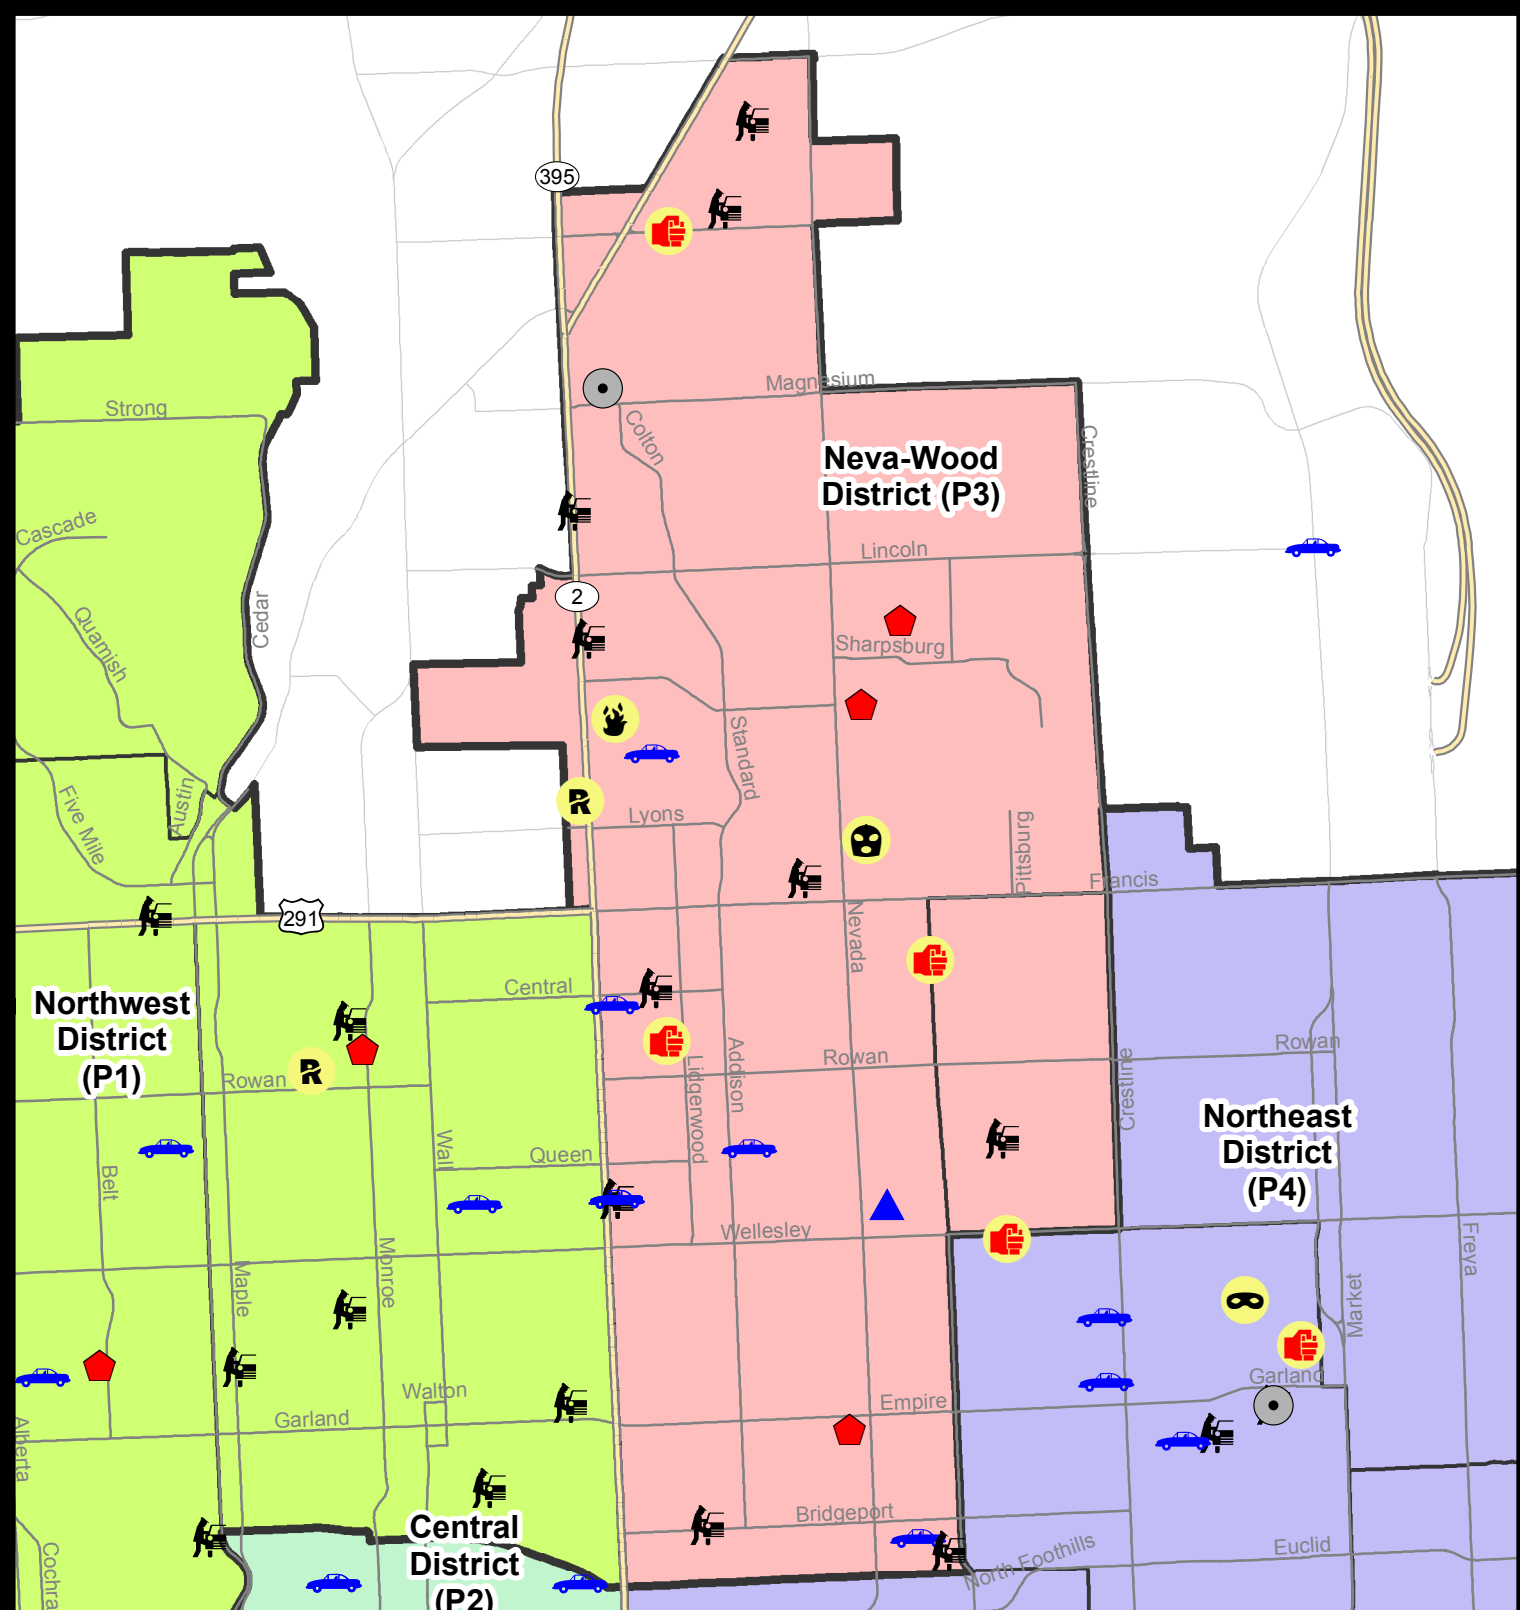 395
Magnesium
Strong
Colton
Crestline
Neva-Wood
District (P3)
Cascade
Lincoln
Cedar
2
Quamish
Sharpsburg
Standard
Five Mile
Austin
Lyons
Pittsburg
Francis
291
Nevada
Northwest
District
(P1)
Central
Rowan
Rowan
Rowan
Lidgerwood
Addison
Crestline
Northeast
District
(P4)
Wall
Queen
Belt
Wellesley
Freya
Monroe
Maple
Market
Walton
Garland
Garland
Empire
Alberta
Bridgeport
Central
District
(P2)
North Foothills
Euclid
Cochra